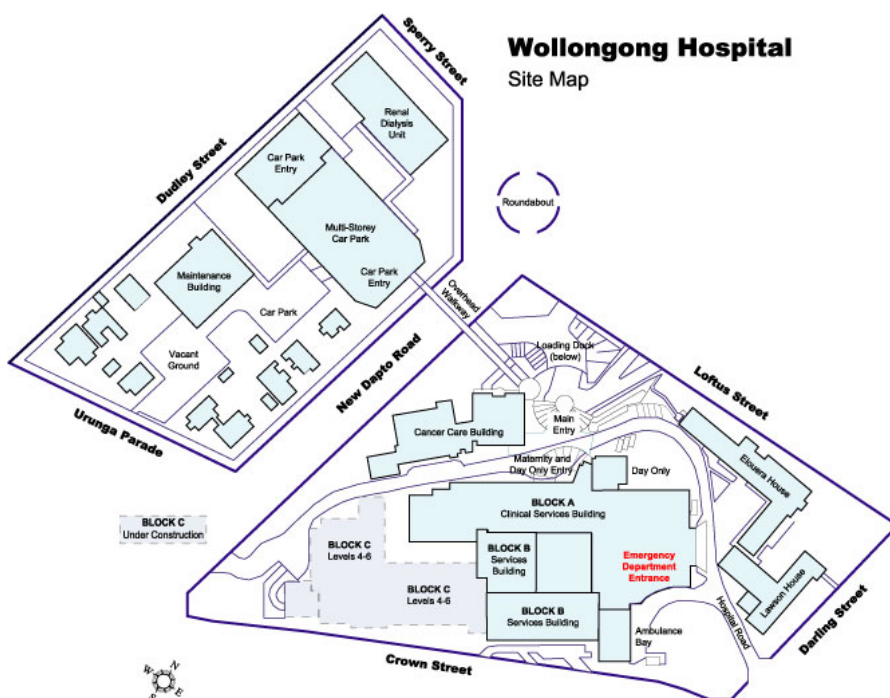 Wollongong Hospital
Site Map
Sperry Street
Dudley Street
Renal
Dialysis
Unit
Car Park
Entry
Roundabout
Multi-Storey
Car Park
Maintenance
Building
Car Park
Entry
Overhead
Walkway
Car Park
Vacant
Ground
New Dapto Road
Urunga Parade
Loading Dock
(below)
Loftus Street
Main
Entry
Cancer Care Building
Maternity and
Day Only Entry
Day Only
Elouera House
BLOCK A
Clinical Services Building
BLOCK C
Under Construction
BLOCK C
Levels 4-6
BLOCK B
Services
Building
Emergency
Department
Entrance
BLOCK C
Levels 4-6
BLOCK B
Services Building
Lawson House
Hospital Road
Darling Street
Ambulance
Bay
Crown Street
N
W
E
S